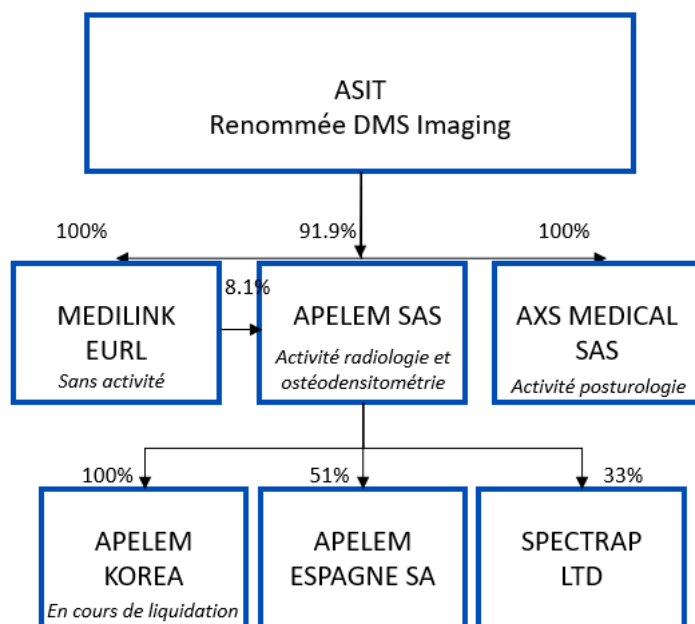 ASIT
Renommée DMS Imaging
100%
91.9%
100%
MEDILINK
EURL
Sans activité
8.1%
APELEM SAS
Activité radiologie et
ostéodensitométrie
AXS MEDICAL
SAS
Activité posturologie
100%
51%
33%
APELEM
KOREA
En cours de liquidation
APELEM
ESPAGNE SA
SPECTRAP
LTD